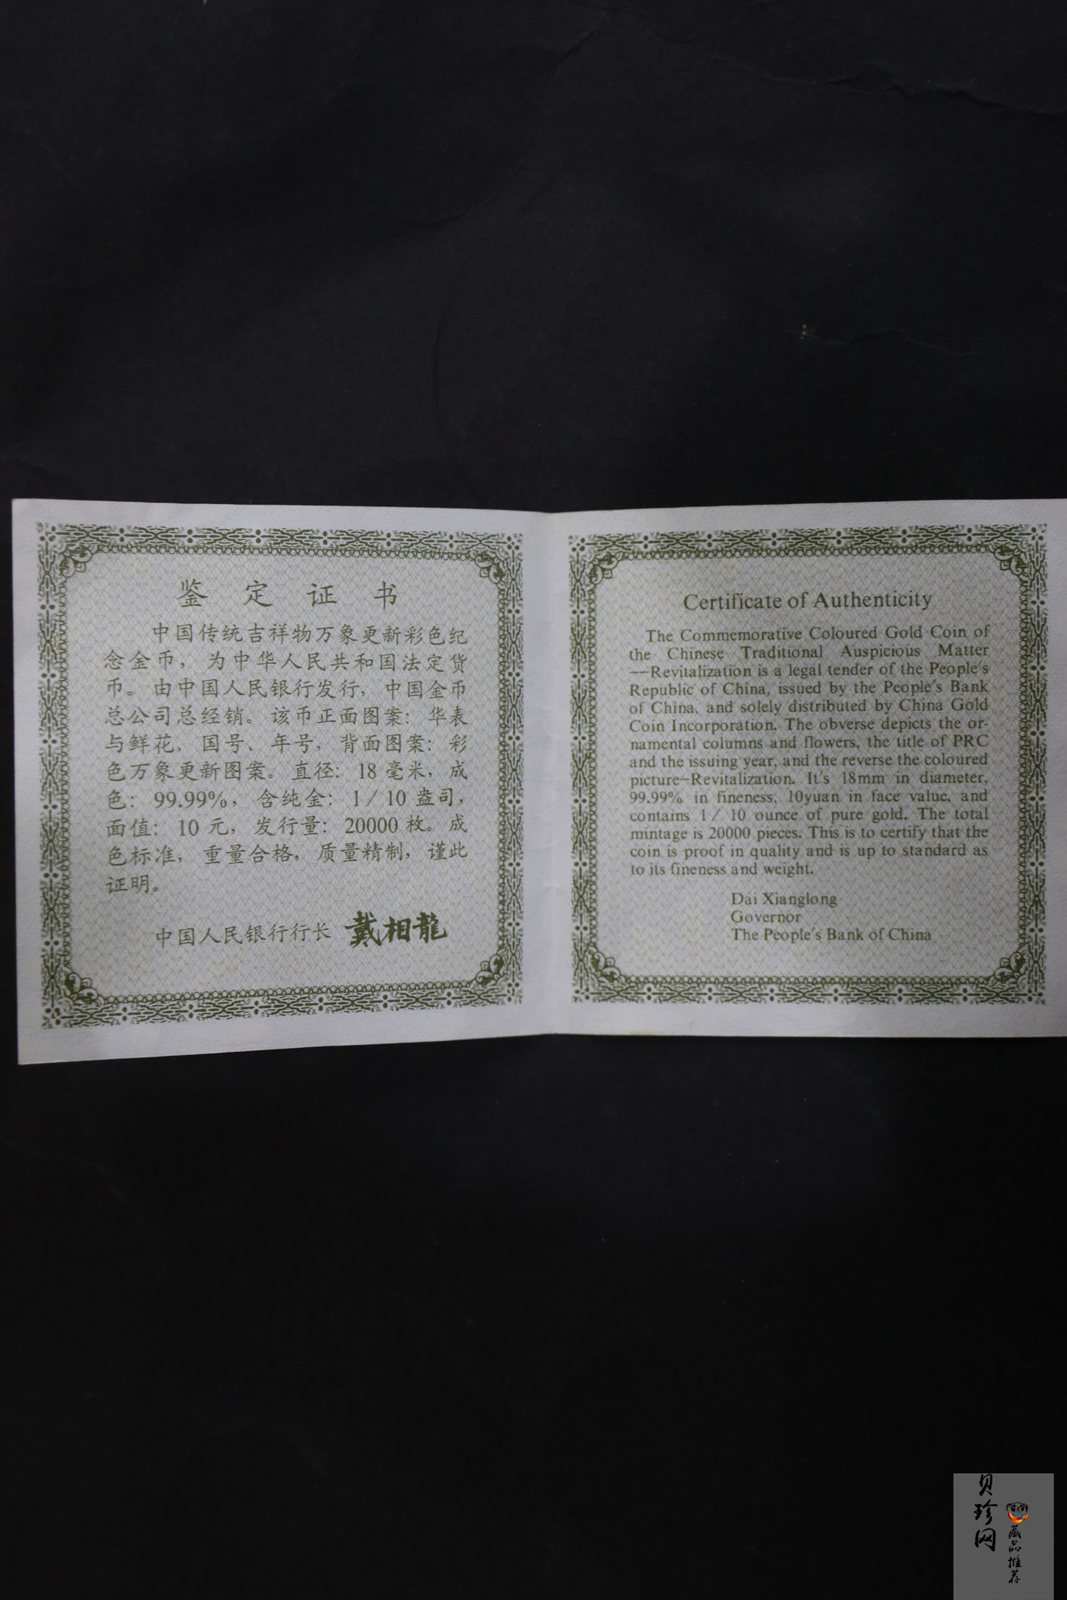 鉴定证书
中国传统吉祥物万象更新彩色纪
念金币，为中华人民共和国法定货
币。由中国人民银行发行，中国金币
总公司总经销。该币正面图案：华表
与鲜花、国号、年号，背面图案：彩
色万象更新图案。直径：18毫米，成
色：99.99%，含纯金：1/10盎司，
面值：10元，发行量：20000枚。成
色标准，重量合格，质量精制，谨此
证明。
中国人民银行行长 戴相龍
Certificate of Authenticity
The Commemorative Coloured Gold Coin of
the Chinese Traditional Auspicious Matter
—Revitalization is a legal tender of the People's
Republic of China, issued by the People's Bank
of China, and solely distributed by China Gold
Coin Incorporation. The obverse depicts the or-
namental columns and flowers, the title of PRC
and the issuing year, and the reverse the coloured
picture-Revitalization. It's 18mm in diameter,
99.99% in fineness, 10yuan in face value, and
contains 1/10 ounce of pure gold. The total
mintage is 20000 pieces. This is to certify that the
coin is proof in quality and is up to standard as
to its fineness and weight.
Dai Xianglong
Governor
The People's Bank of China
贝珍网
藏品推荐